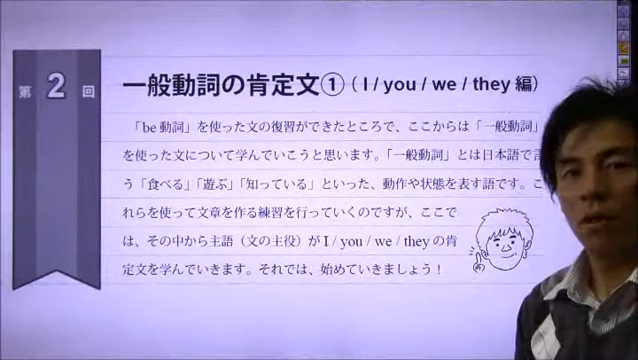 第2回
一般動詞の肯定文①（I / you / we / they 編）
「be動詞」を使った文の復習ができたところで、ここからは「一般動詞」
を使った文について学んでいこうと思います。「一般動詞」とは日本語で言
う「食べる」「遊ぶ」「知っている」といった、動作や状態を表す語です。こ
れらを使って文章を作る練習を行っていくのですが、ここで
は、その中から主語（文の主役）が I / you / we / they の肯
定文を学んでいきます。それでは、始めていきましょう！